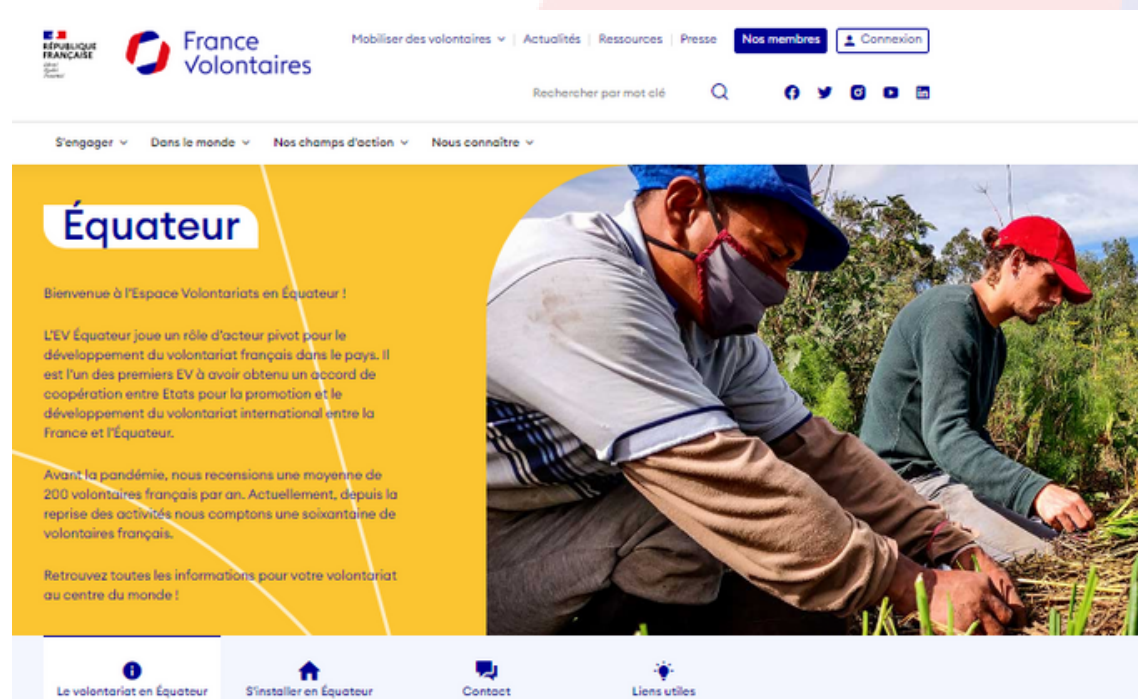 RÉPUBLIQUE
FRANÇAISE
France
Volontaires
Mobiliser des volontaires | Actualités | Ressources | Presse Nos membres Connexion
Rechercher par mot clé
S'engager Dans le monde Nos champs d'action Nous connaître
Équateur
Bienvenue à l'Espace Volontariats en Équateur !
L'EV Équateur joue un rôle d'acteur pivot pour le
développement du volontariat français dans le pays. Il
est l'un des premiers EV à avoir obtenu un accord de
coopération entre Etats pour la promotion et le
développement du volontariat international entre la
France et l'Équateur.
Avant la pandémie, nous recensions une moyenne de
200 volontaires français par an. Actuellement, depuis la
reprise des activités nous comptons une soixantaine de
volontaires français.
Retrouvez toutes les informations pour votre volontariat
au centre du monde !
Le volontariat en Équateur S'installer en Équateur Contact Liens utiles